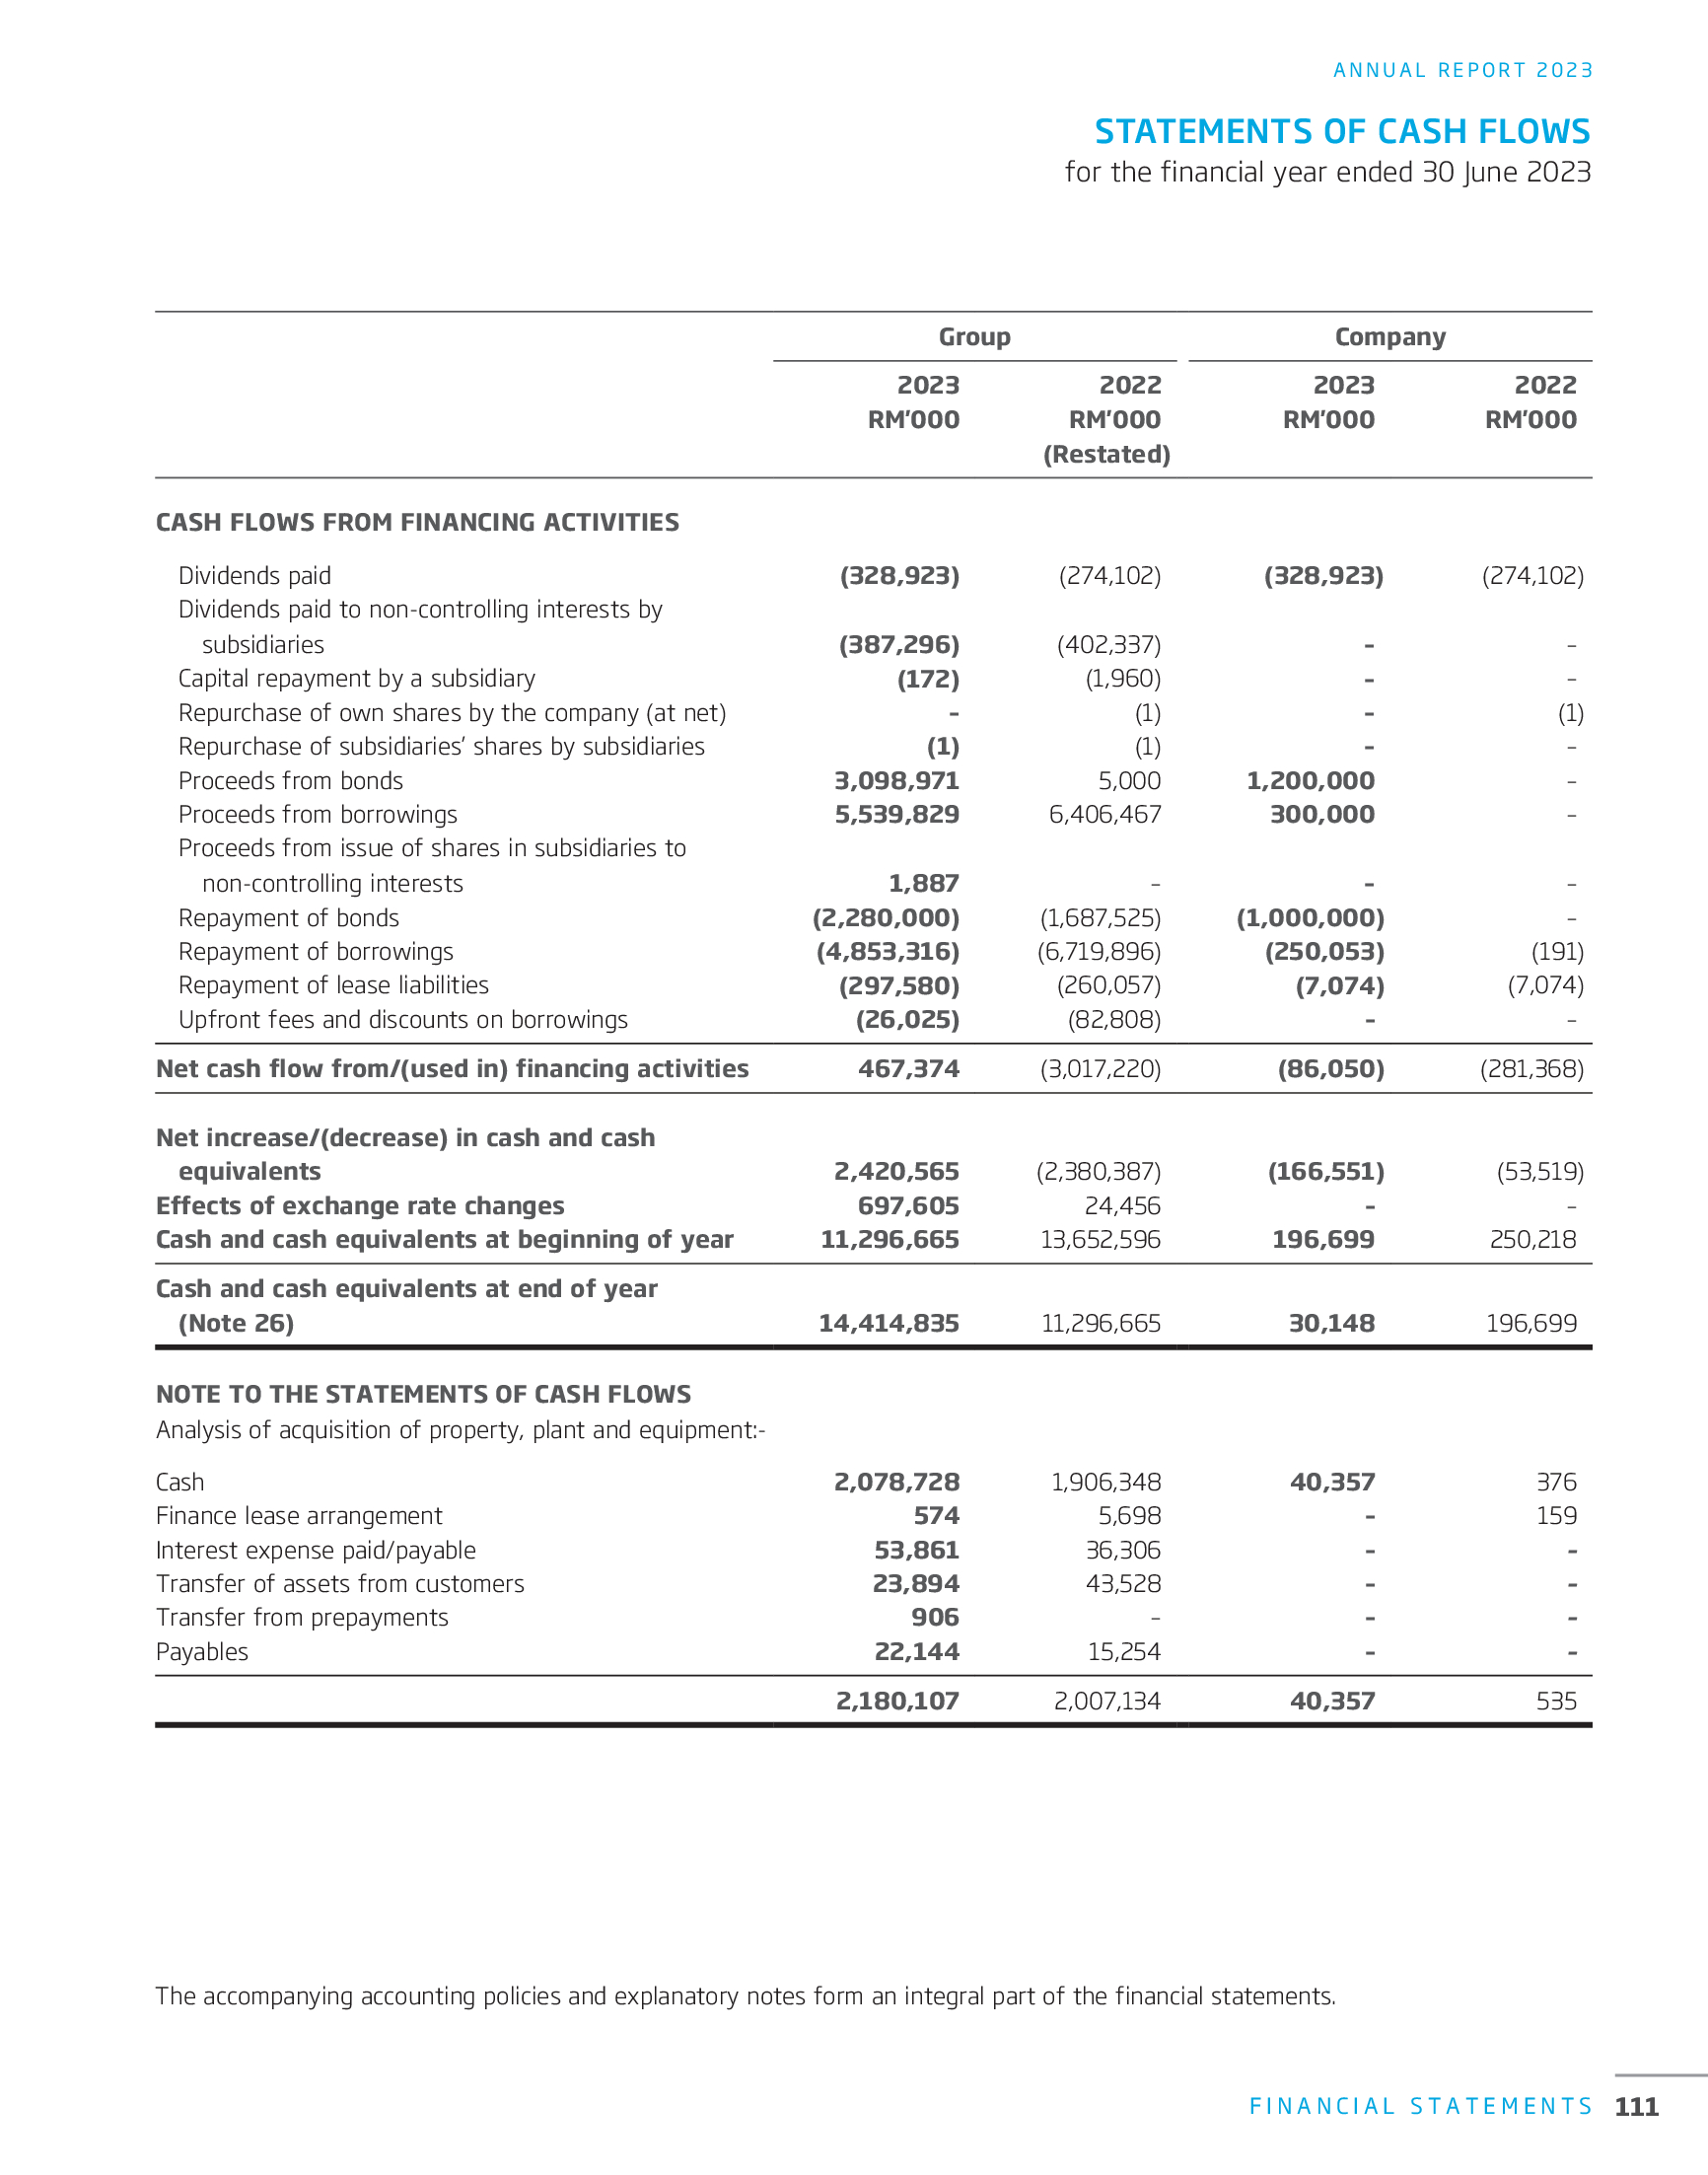 ANNUAL REPORT 2023
STATEMENTS OF CASH FLOWS
for the financial year ended 30 June 2023
Group Company
2023 2022 2023 2022
RM'000 RM'000 RM'000 RM'000
(Restated)
CASH FLOWS FROM FINANCING ACTIVITIES
Dividends paid (328,923) (274,102) (328,923) (274,102)
Dividends paid to non-controlling interests by
subsidiaries (387,296) (402,337) – –
Capital repayment by a subsidiary (172) (1,960) – –
Repurchase of own shares by the company (at net) – (1) – (1)
Repurchase of subsidiaries' shares by subsidiaries (1) (1) – –
Proceeds from bonds 3,098,971 5,000 1,200,000 –
Proceeds from borrowings 5,539,829 6,406,467 300,000 –
Proceeds from issue of shares in subsidiaries to
non-controlling interests 1,887 – – –
Repayment of bonds (2,280,000) (1,687,525) (1,000,000) –
Repayment of borrowings (4,853,316) (6,719,896) (250,053) (191)
Repayment of lease liabilities (297,580) (260,057) (7,074) (7,074)
Upfront fees and discounts on borrowings (26,025) (82,808) – –
Net cash flow from/(used in) financing activities 467,374 (3,017,220) (86,050) (281,368)
Net increase/(decrease) in cash and cash
equivalents 2,420,565 (2,380,387) (166,551) (53,519)
Effects of exchange rate changes 697,605 24,456 – –
Cash and cash equivalents at beginning of year 11,296,665 13,652,596 196,699 250,218
Cash and cash equivalents at end of year
(Note 26) 14,414,835 11,296,665 30,148 196,699
NOTE TO THE STATEMENTS OF CASH FLOWS
Analysis of acquisition of property, plant and equipment:-
Cash 2,078,728 1,906,348 40,357 376
Finance lease arrangement 574 5,698 – 159
Interest expense paid/payable 53,861 36,306 – –
Transfer of assets from customers 23,894 43,528 – –
Transfer from prepayments 906 – – –
Payables 22,144 15,254 – –
2,180,107 2,007,134 40,357 535
The accompanying accounting policies and explanatory notes form an integral part of the financial statements.
FINANCIAL STATEMENTS 111